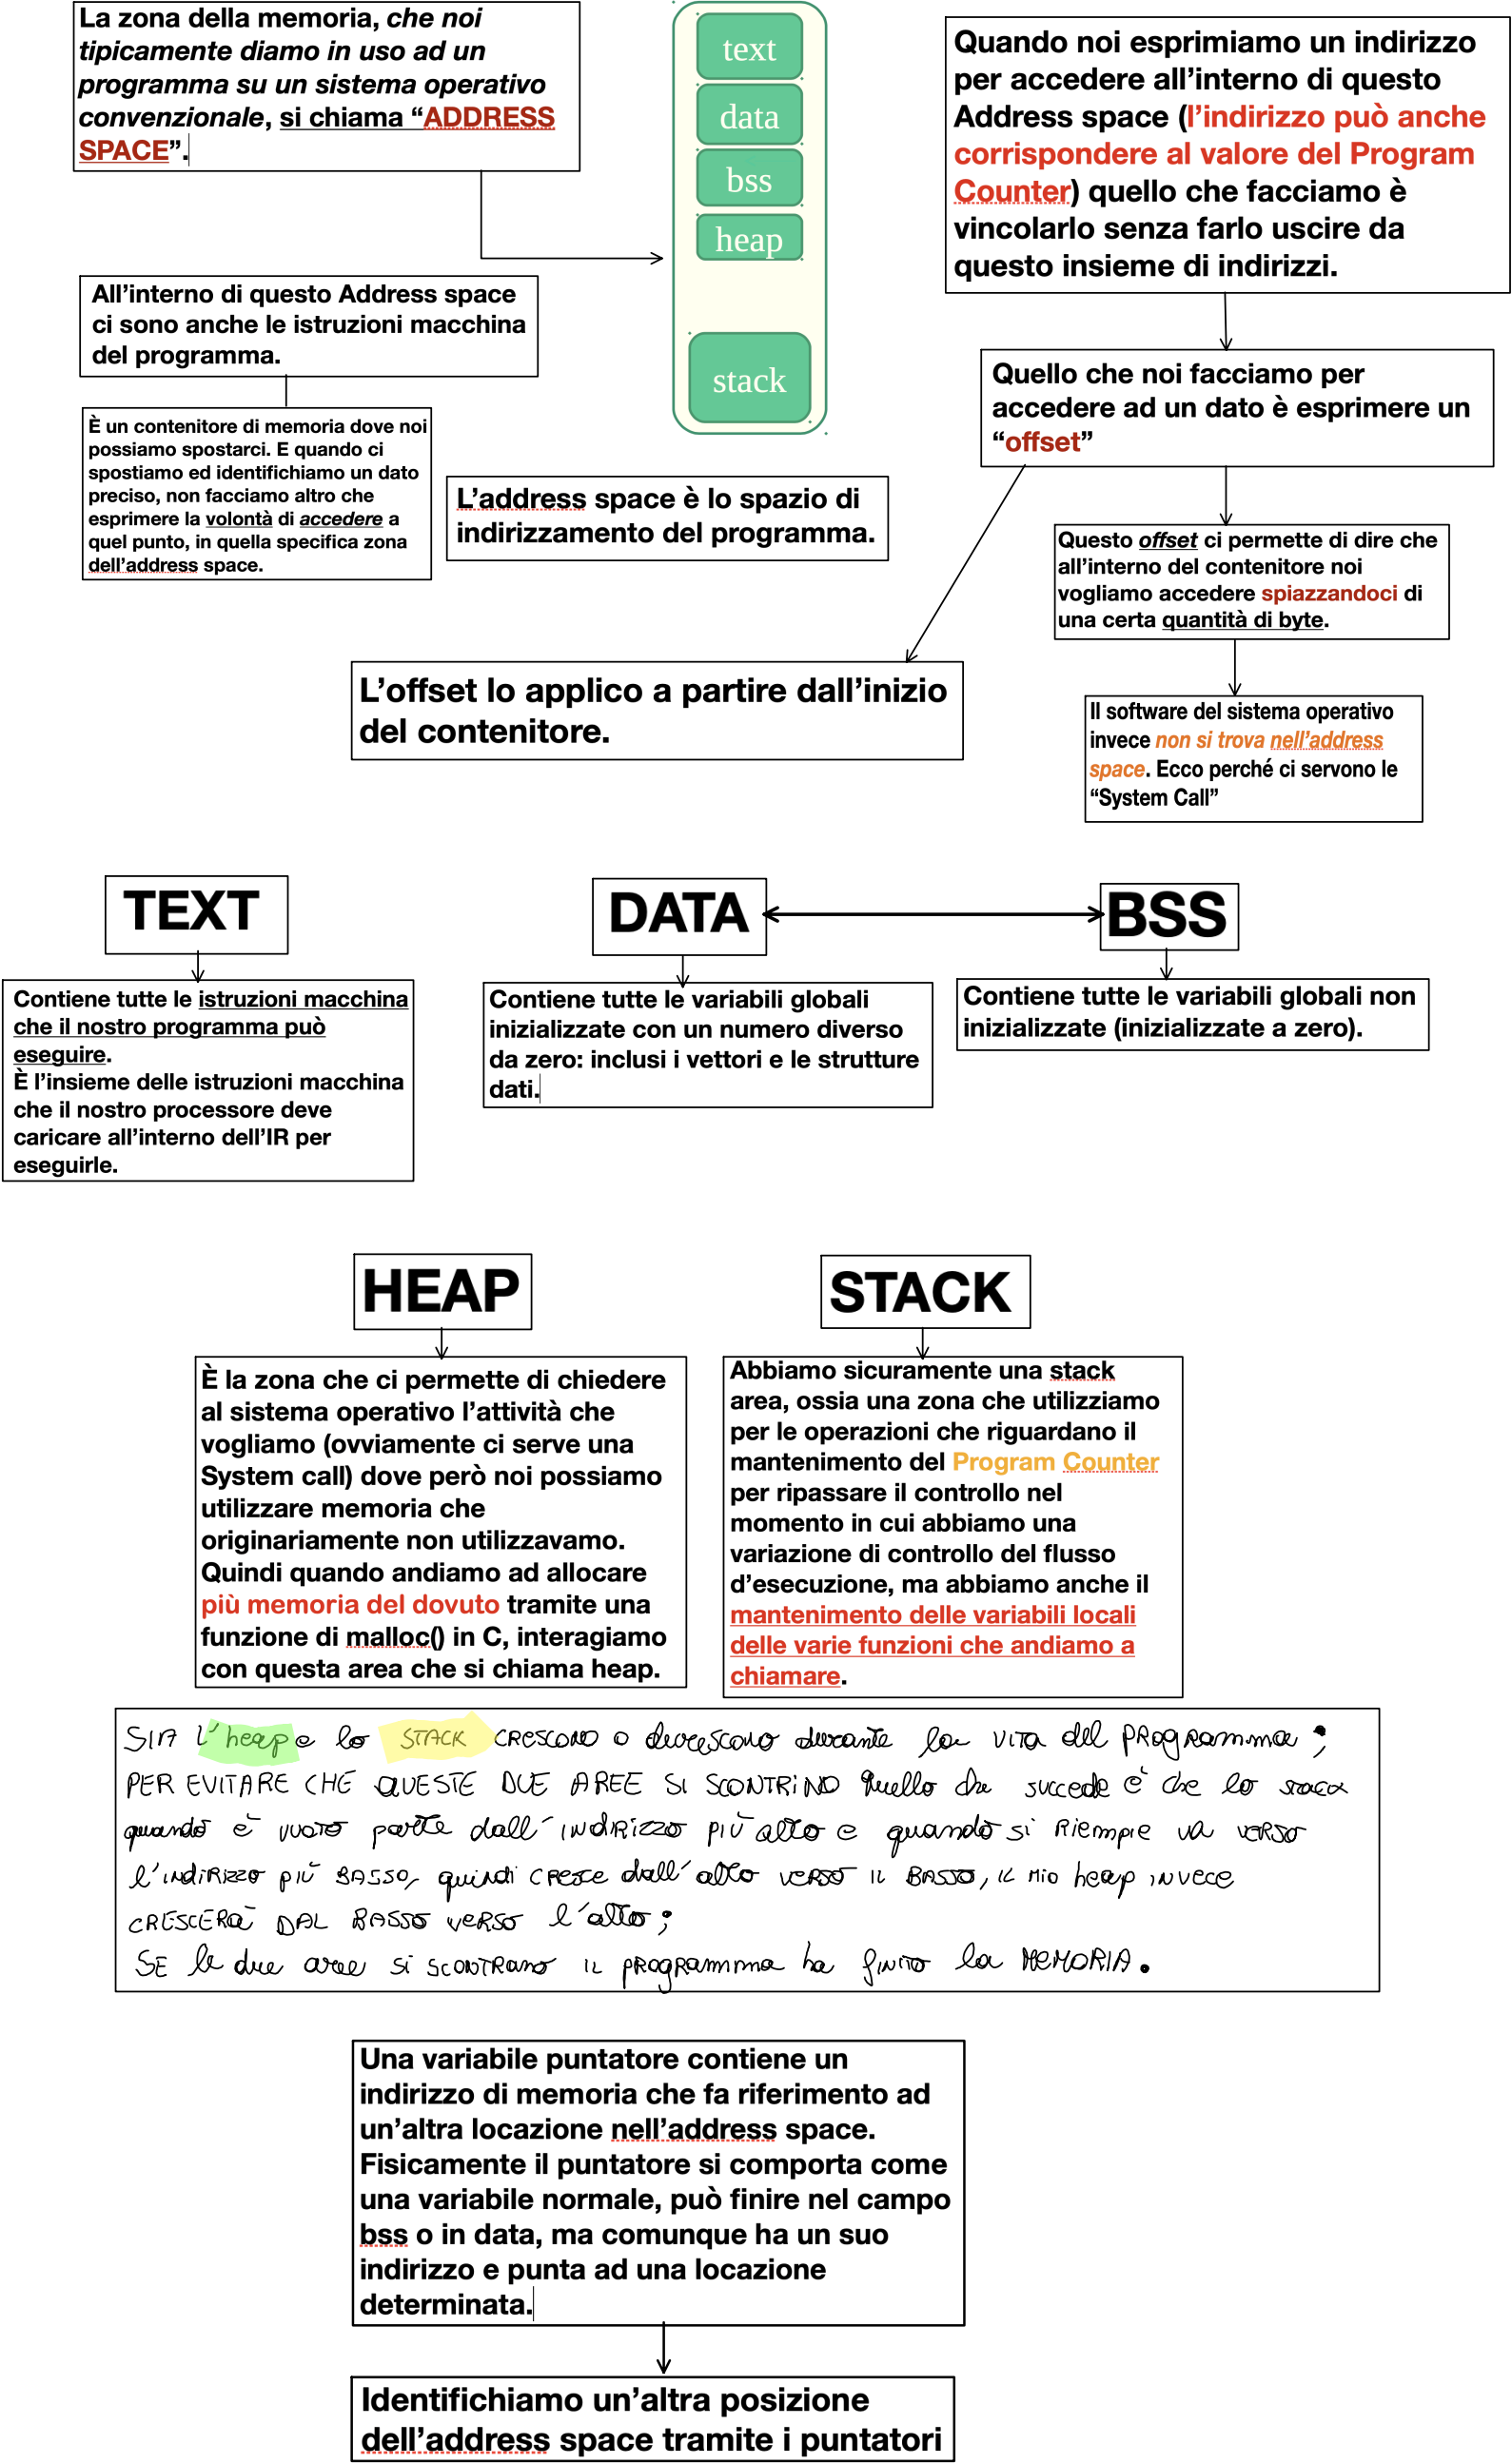 La zona della memoria, che noi
tipicamente diamo in uso ad un
programma su un sistema operativo
convenzionale, si chiama “ADDRESS
SPACE”.
text
data
bss
heap
stack
Quando noi esprimiamo un indirizzo
per accedere all’interno di questo
Address space (l’indirizzo può anche
corrispondere al valore del Program
Counter) quello che facciamo è
vincolarlo senza farlo uscire da
questo insieme di indirizzi.
All’interno di questo Address space
ci sono anche le istruzioni macchina
del programma.
È un contenitore di memoria dove noi
possiamo spostarci. E quando ci
spostiamo ed identifichiamo un dato
preciso, non facciamo altro che
esprimere la volontà di accedere a
quel punto, in quella specifica zona
dell’address space.
L’address space è lo spazio di
indirizzamento del programma.
Quello che noi facciamo per
accedere ad un dato è esprimere un
“offset”
Questo offset ci permette di dire che
all’interno del contenitore noi
vogliamo accedere spiazzandoci di
una certa quantità di byte.
L’offset lo applico a partire dall’inizio
del contenitore.
Il software del sistema operativo
invece non si trova nell’address
space. Ecco perché ci servono le
“System Call”
TEXT
Contiene tutte le istruzioni macchina
che il nostro programma può
eseguire.
È l’insieme delle istruzioni macchina
che il nostro processore deve
caricare all’interno dell’IR per
eseguirle.
DATA
Contiene tutte le variabili globali
inizializzate con un numero diverso
da zero: inclusi i vettori e le strutture
dati.
BSS
Contiene tutte le variabili globali non
inizializzate (inizializzate a zero).
HEAP
È la zona che ci permette di chiedere
al sistema operativo l’attività che
vogliamo (ovviamente ci serve una
System call) dove però noi possiamo
utilizzare memoria che
originariamente non utilizzavamo.
Quindi quando andiamo ad allocare
più memoria del dovuto tramite una
funzione di malloc() in C, interagiamo
con questa area che si chiama heap.
STACK
Abbiamo sicuramente una stack
area, ossia una zona che utilizziamo
per le operazioni che riguardano il
mantenimento del Program Counter
per ripassare il controllo nel
momento in cui abbiamo una
variazione di controllo del flusso
d’esecuzione, ma abbiamo anche il
mantenimento delle variabili locali
delle varie funzioni che andiamo a
chiamare.
SIA l'heap e lo STACK CRESCONO o decrescono durante la VITA del PROgramma;
PER EVITARE CHE QUESTE DUE AREE SI SCONTRINO quello che succede è che lo stack
quando è vuoto parte dall'INDIRIZZO PIÙ alto e quando si RIEMPIE VA VERSO
l'INDIRIZZO PIÙ BASSO, quindi CRESCE dall'alto VERSO IL BASSO, IL MIO heap INVECE
CRESCERÀ DAL BASSO VERSO l'alto;
SE le due aree SI SCONTRANO IL PROGRAMMA ha FINITO la MEMORIA.
Una variabile puntatore contiene un
indirizzo di memoria che fa riferimento ad
un’altra locazione nell’address space.
Fisicamente il puntatore si comporta come
una variabile normale, può finire nel campo
bss o in data, ma comunque ha un suo
indirizzo e punta ad una locazione
determinata.
Identifichiamo un’altra posizione
dell’address space tramite i puntatori